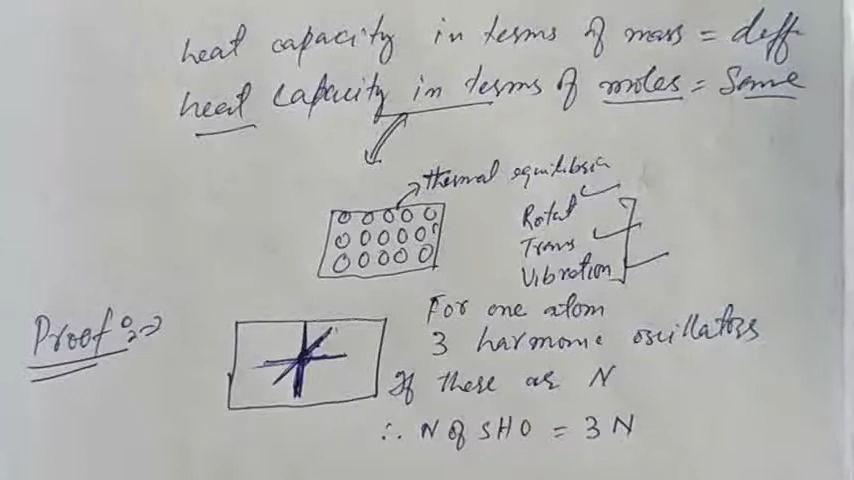 heat capacity in terms of mass = diff
heat capacity in terms of moles = Same
thermal equilibria
Rotat
Trans
Vibration
Proof :->
For one atom
3 harmonic oscillators
If there are N
∴ N of SHO = 3N